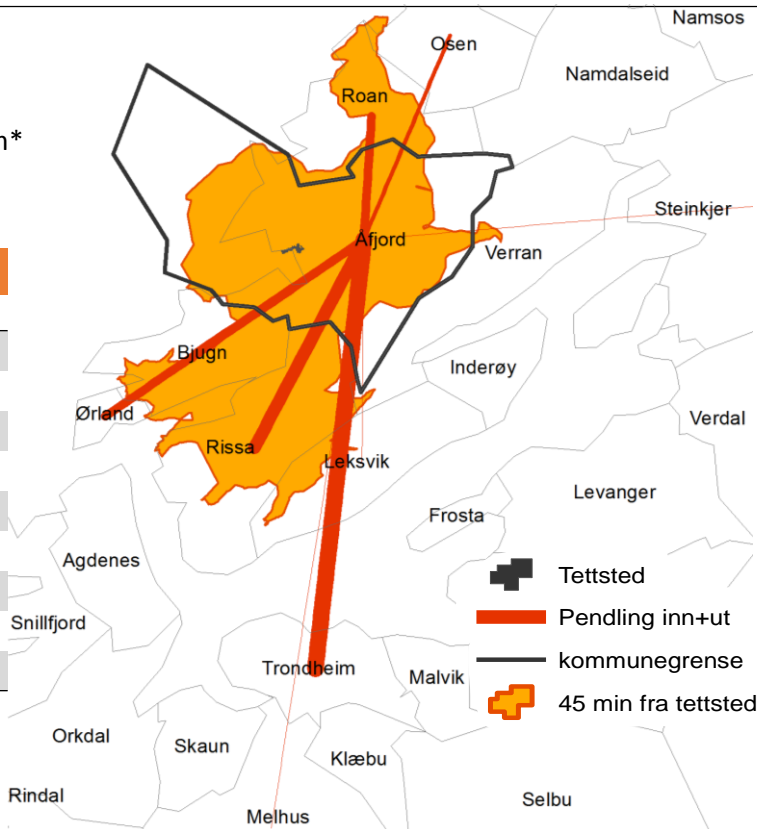 Namsos
Osen
Namdalseid
Roan
n*
Steinkjer
Åfjord
Verran
Bjugn
Inderøy
Ørland
Verdal
Rissa
Leksvik
Levanger
Frosta
Agdenes
Tettsted
Snillfjord
Pendling inn+ut
kommunegrense
Trondheim
Malvik
45 min fra tettsted
Orkdal
Skaun
Klæbu
Rindal
Selbu
Melhus